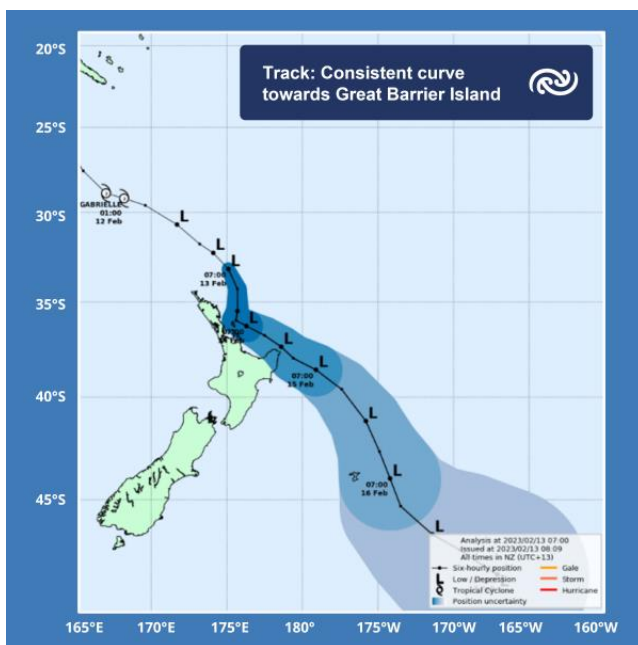 Track: Consistent curve
towards Great Barrier Island
20°S
25°S
30°S
35°S
40°S
45°S
GABRIELLE
01:00
12 Feb
L
L
L
07:00
13 Feb
L
L
L
07:00
15 Feb
L
L
07:00
16 Feb
L
Analysis at 2023/02/13 07:00
Issued at 2023/02/13 08:09
All times in NZ (UTC+13)
Six-hourly position
L Low / Depression
Tropical Cyclone
Position uncertainty
Gale
Storm
Hurricane
165°E 170°E 175°E 180° 175°W 170°W 165°W 160°W